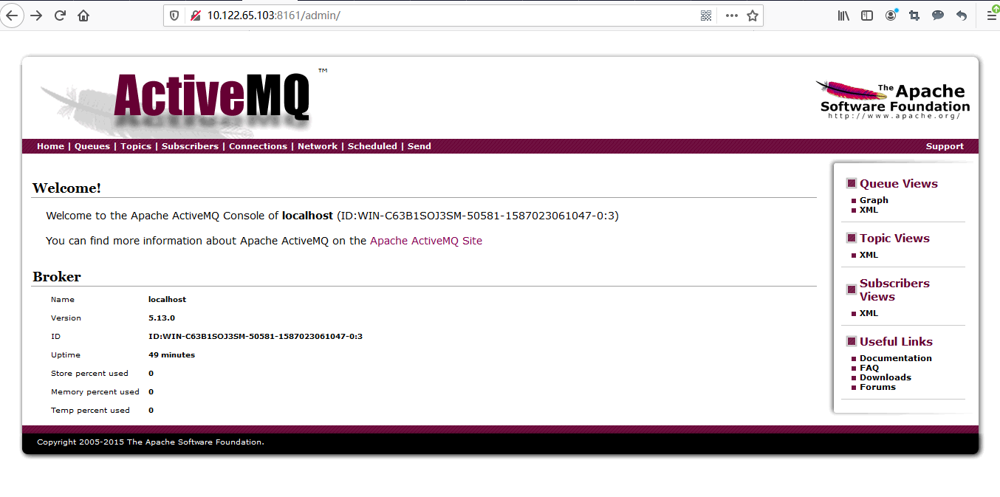 10.122.65.103:8161/admin/
ActiveMQ ™
The Apache
Software Foundation
http://www.apache.org/
Home | Queues | Topics | Subscribers | Connections | Network | Scheduled | Send
Support
Welcome!
Welcome to the Apache ActiveMQ Console of localhost (ID:WIN-C63B1SOJ3SM-50581-1587023061047-0:3)
You can find more information about Apache ActiveMQ on the Apache ActiveMQ Site
Broker
Name localhost
Version 5.13.0
ID ID:WIN-C63B1SOJ3SM-50581-1587023061047-0:3
Uptime 49 minutes
Store percent used 0
Memory percent used 0
Temp percent used 0
Queue Views
Graph
XML
Topic Views
XML
Subscribers
Views
XML
Useful Links
Documentation
FAQ
Downloads
Forums
Copyright 2005-2015 The Apache Software Foundation.